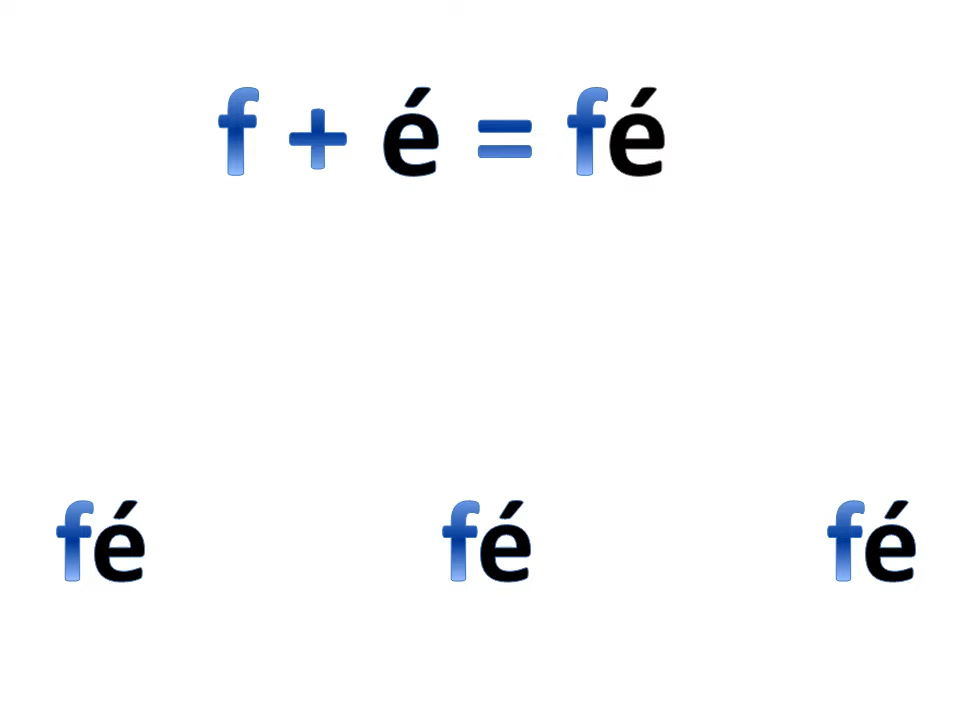 f + é = fé
fé fé fé